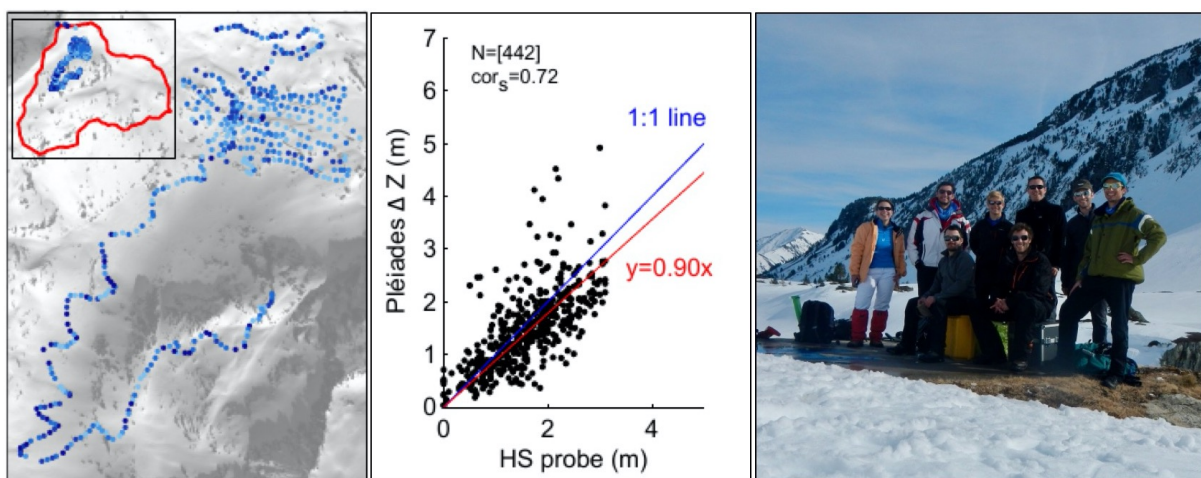 7
6
5
4
3
2
1
0
Pléiades Δ Z (m)
N=[442]
cor_s=0.72
1:1 line
y=0.90x
0
2
4
HS probe (m)